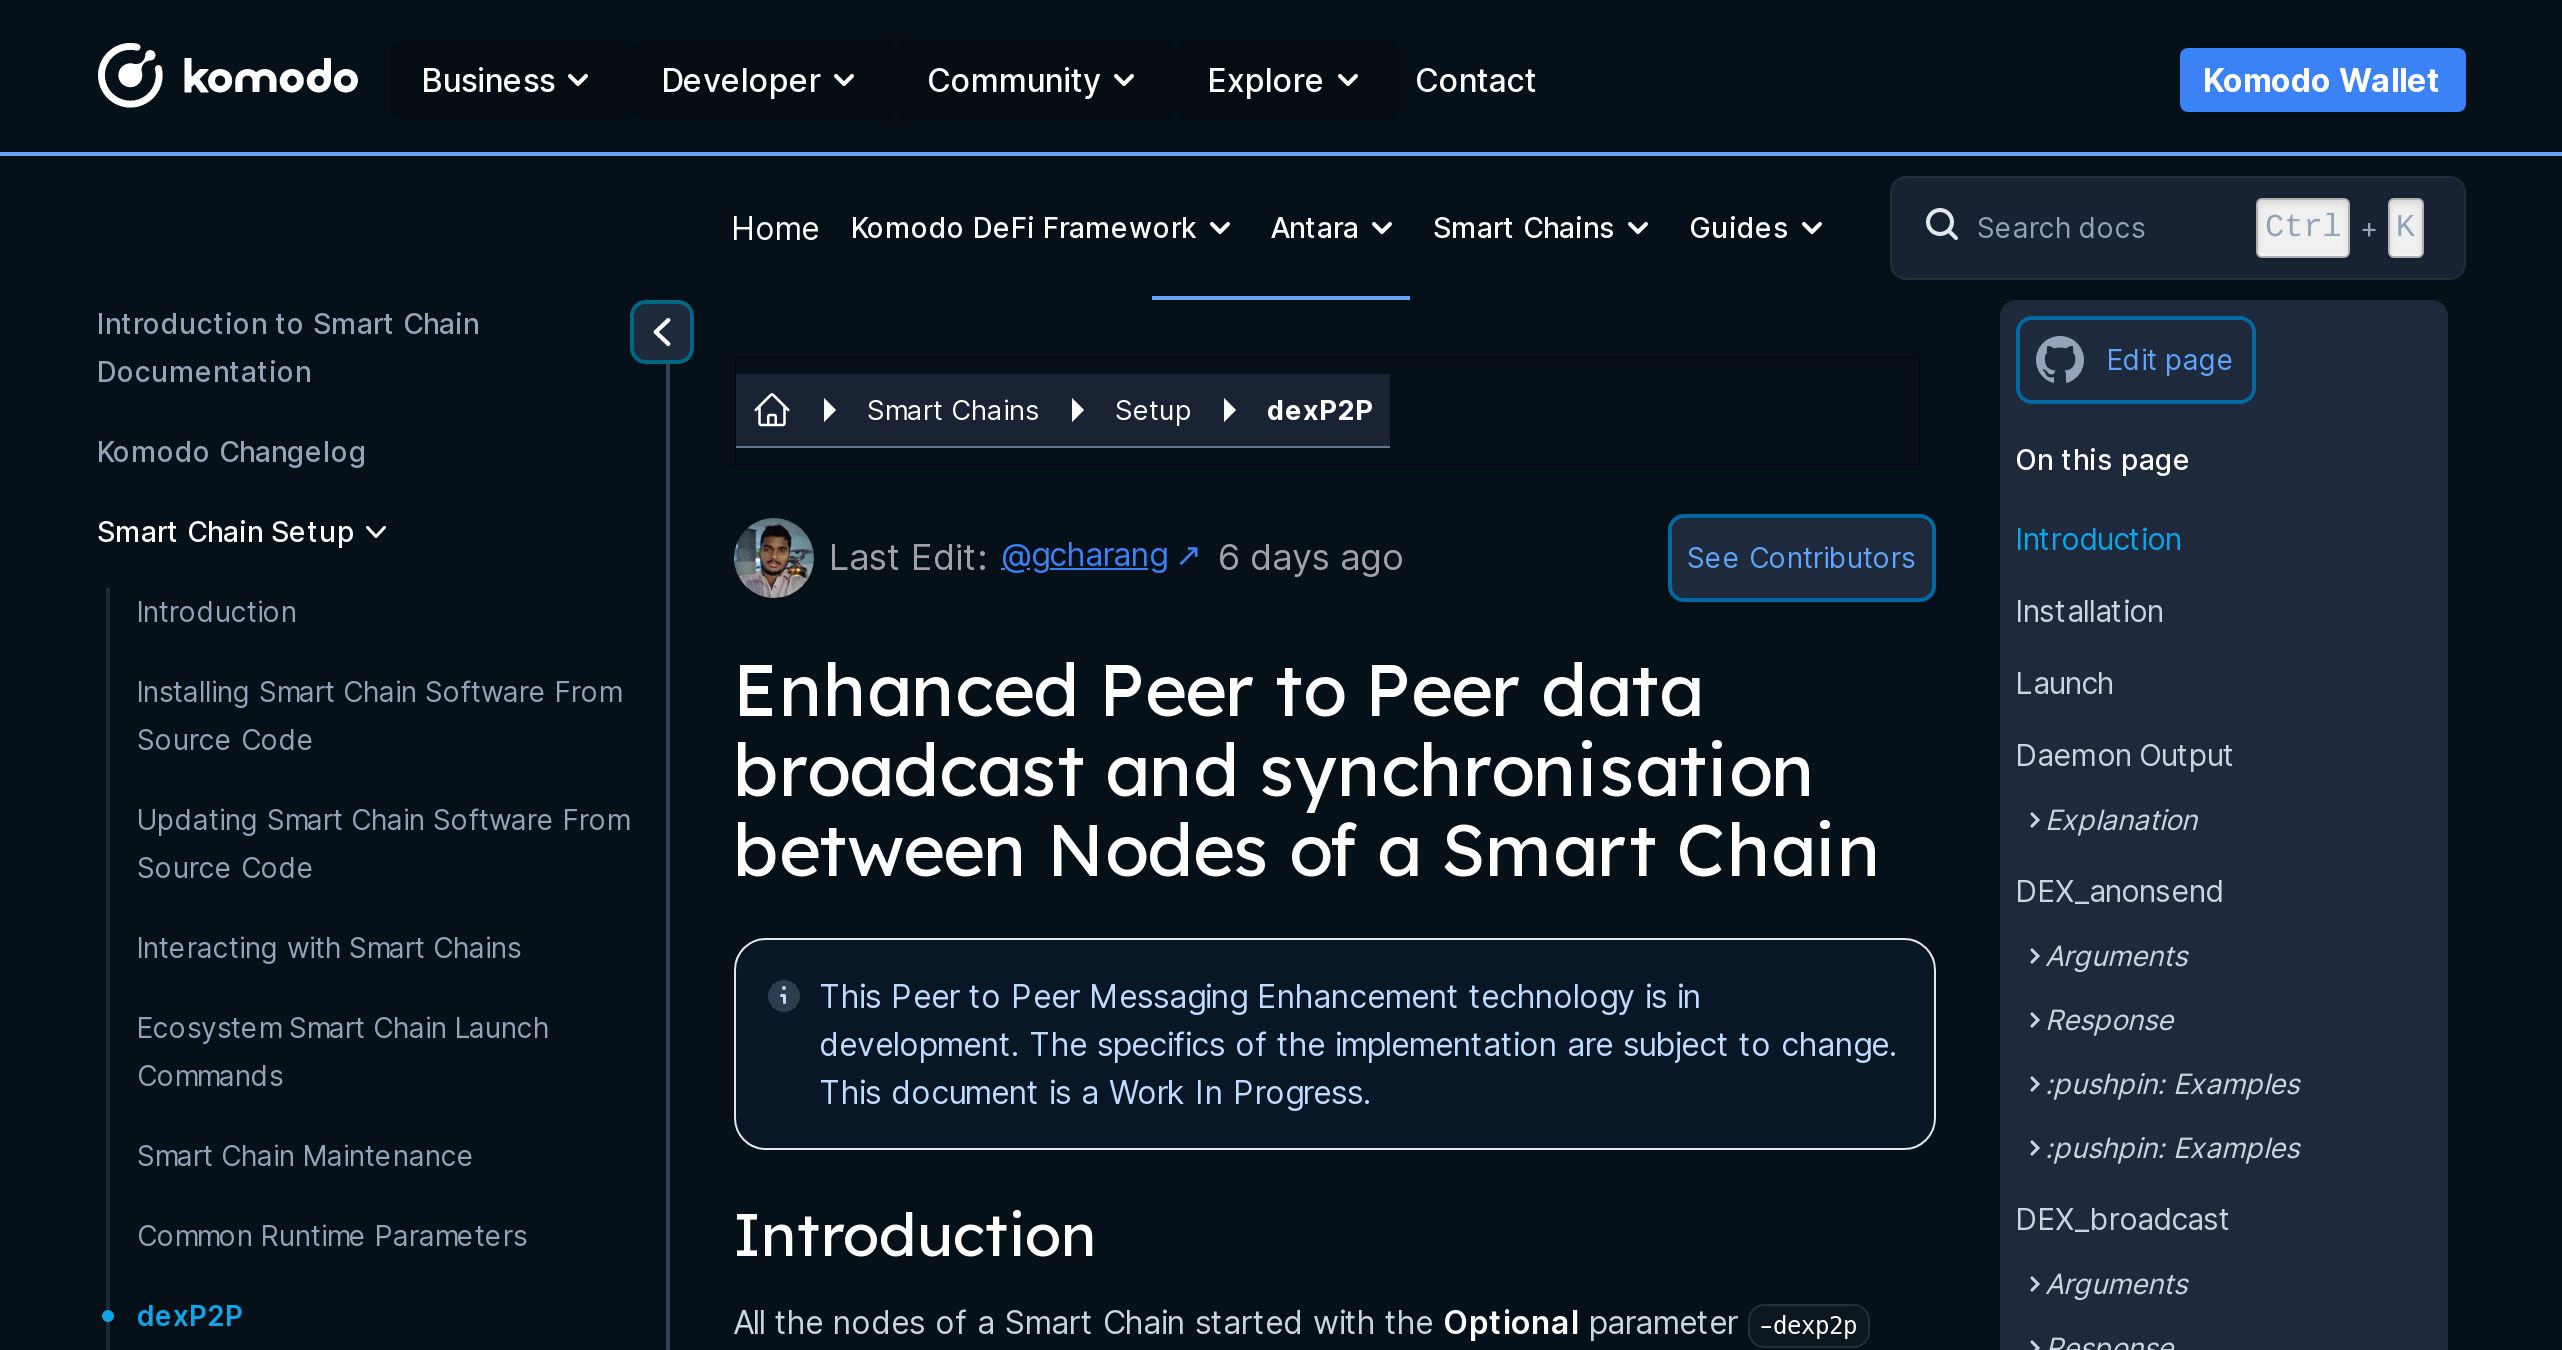 komodo
Business
Developer
Community
Explore
Contact
Komodo Wallet
Home
Komodo DeFi Framework
Antara
Smart Chains
Guides
Search docs
Ctrl + K
Introduction to Smart Chain
Documentation
Komodo Changelog
Smart Chain Setup
Introduction
Installing Smart Chain Software From
Source Code
Updating Smart Chain Software From
Source Code
Interacting with Smart Chains
Ecosystem Smart Chain Launch
Commands
Smart Chain Maintenance
Common Runtime Parameters
dexP2P
Smart Chains
Setup
dexP2P
Last Edit: @gcharang ↗ 6 days ago
See Contributors
Enhanced Peer to Peer data
broadcast and synchronisation
between Nodes of a Smart Chain
This Peer to Peer Messaging Enhancement technology is in
development. The specifics of the implementation are subject to change.
This document is a Work In Progress.
Introduction
All the nodes of a Smart Chain started with the Optional parameter -dexp2p
Edit page
On this page
Introduction
Installation
Launch
Daemon Output
Explanation
DEX_anonsend
Arguments
Response
:pushpin: Examples
:pushpin: Examples
DEX_broadcast
Arguments
Response